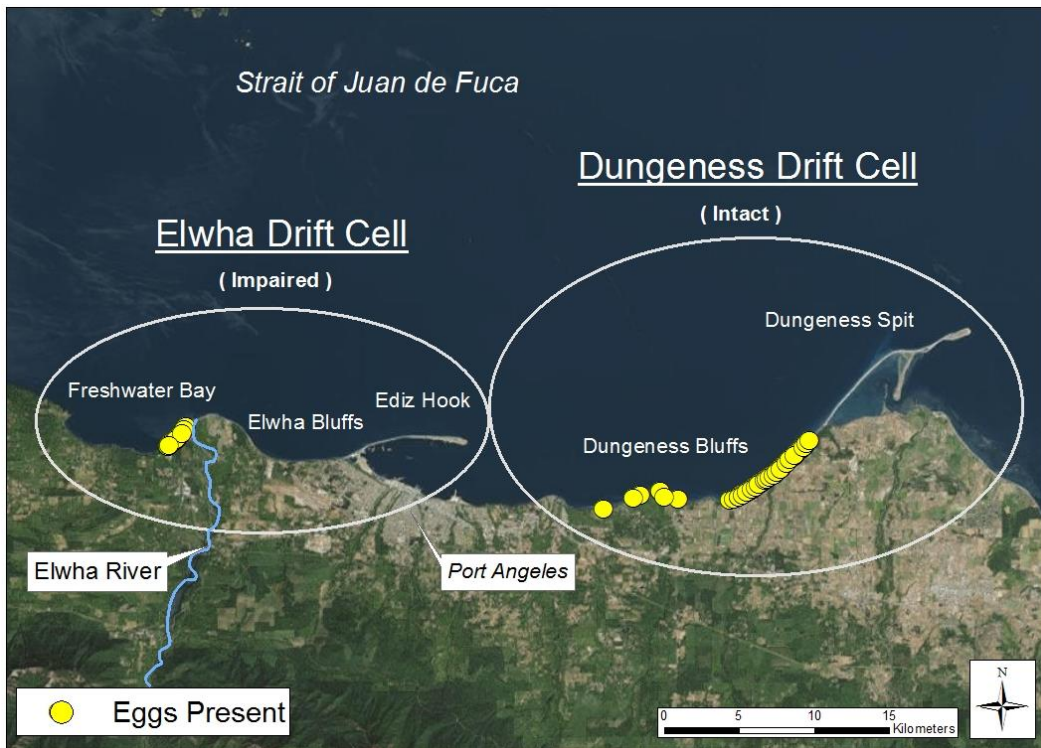 Strait of Juan de Fuca
Dungeness Drift Cell
( Intact )
Elwha Drift Cell
( Impaired )
Dungeness Spit
Freshwater Bay
Ediz Hook
Elwha Bluffs
Dungeness Bluffs
Elwha River
Port Angeles
Eggs Present
N
0 5 10 15
Kilometers